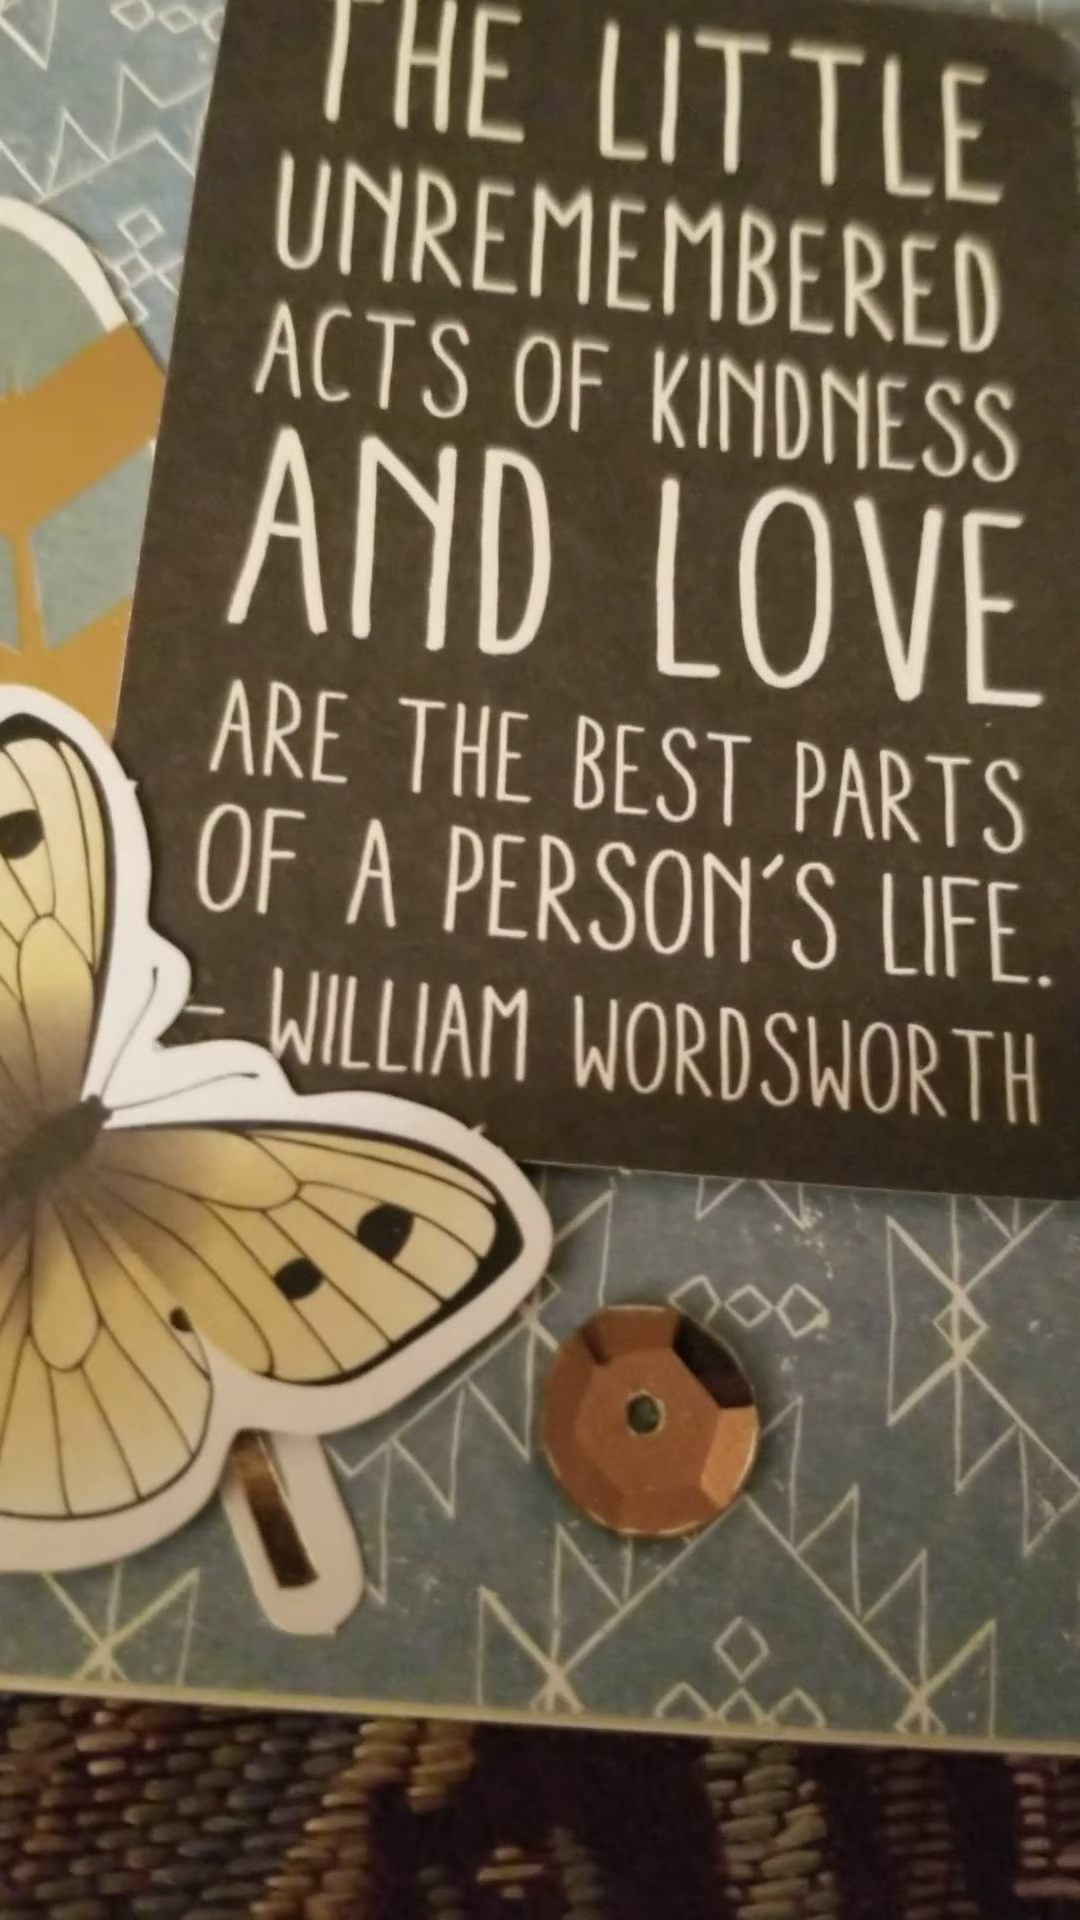 THE LITTLE
UNREMEMBERED
ACTS OF KINDNESS
AND LOVE
ARE THE BEST PARTS
OF A PERSON'S LIFE.
- WILLIAM WORDSWORTH